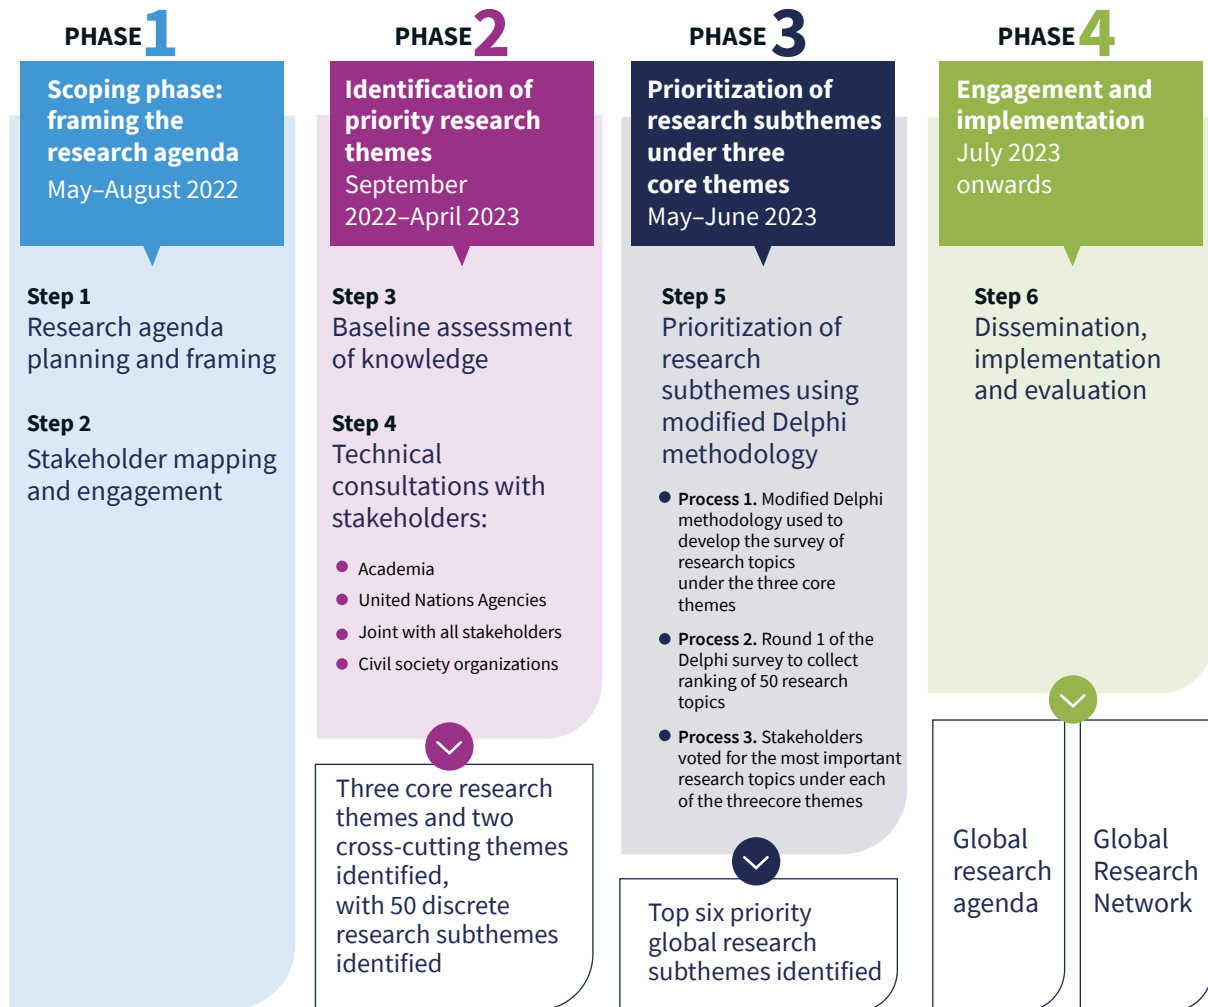 PHASE 1
Scoping phase:
framing the
research agenda
May–August 2022
Step 1
Research agenda
planning and framing
Step 2
Stakeholder mapping
and engagement
PHASE 2
Identification of
priority research
themes
September
2022–April 2023
Step 3
Baseline assessment
of knowledge
Step 4
Technical
consultations with
stakeholders:
Academia
United Nations Agencies
Joint with all stakeholders
Civil society organizations
Three core research
themes and two
cross-cutting themes
identified,
with 50 discrete
research subthemes
identified
PHASE 3
Prioritization of
research subthemes
under three
core themes
May–June 2023
Step 5
Prioritization of
research
subthemes using
modified Delphi
methodology
Process 1. Modified Delphi
methodology used to
develop the survey of
research topics
under the three core
themes
Process 2. Round 1 of the
Delphi survey to collect
ranking of 50 research
topics
Process 3. Stakeholders
voted for the most important
research topics under each
of the threecore themes
Top six priority
global research
subthemes identified
PHASE 4
Engagement and
implementation
July 2023
onwards
Step 6
Dissemination,
implementation
and evaluation
Global
research
agenda
Global
Research
Network